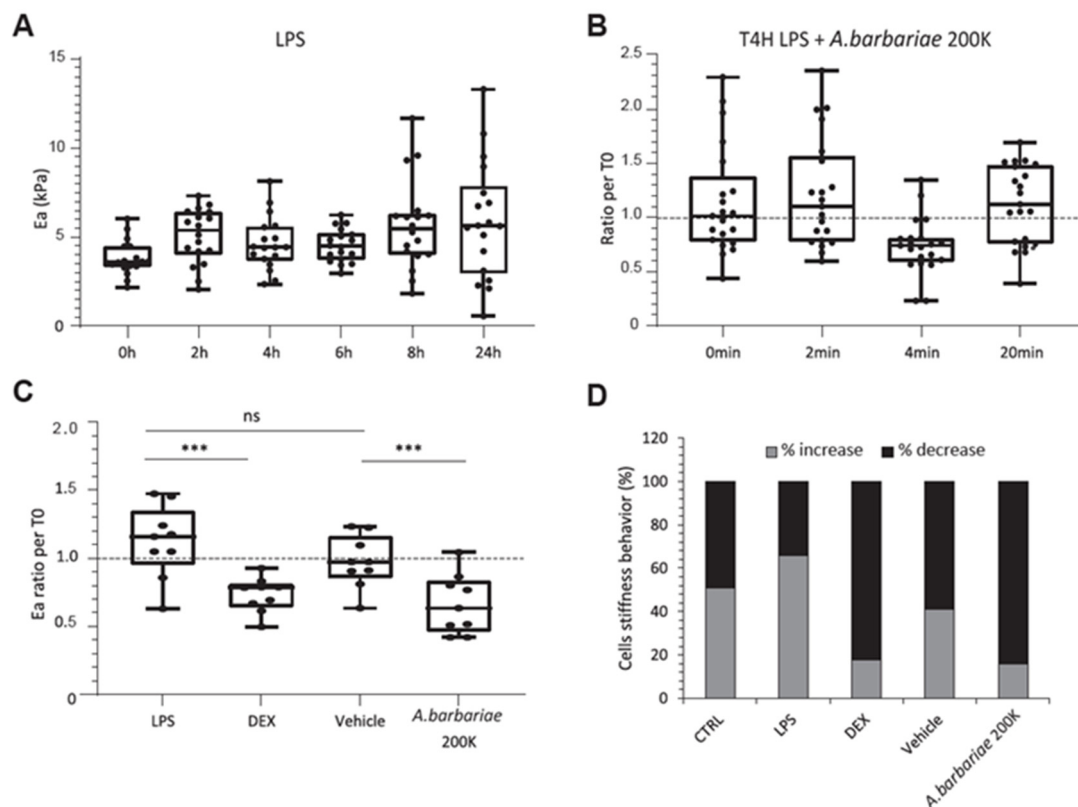 A
LPS
Ea (kPa)
15
10
5
0
0h 2h 4h 6h 8h 24h
B
T4H LPS + A.barbariae 200K
Ratio per T0
2.5
2.0
1.5
1.0
0.5
0
0min 2min 4min 20min
C
ns
*** ***
Ea ratio per T0
2.0
1.5
1.0
0.5
0
LPS DEX Vehicle A.barbariae
200K
D
% increase % decrease
Cells stiffness behavior (%)
120
100
80
60
40
20
0
CTRL LPS DEX Vehicle A.barbariae 200K